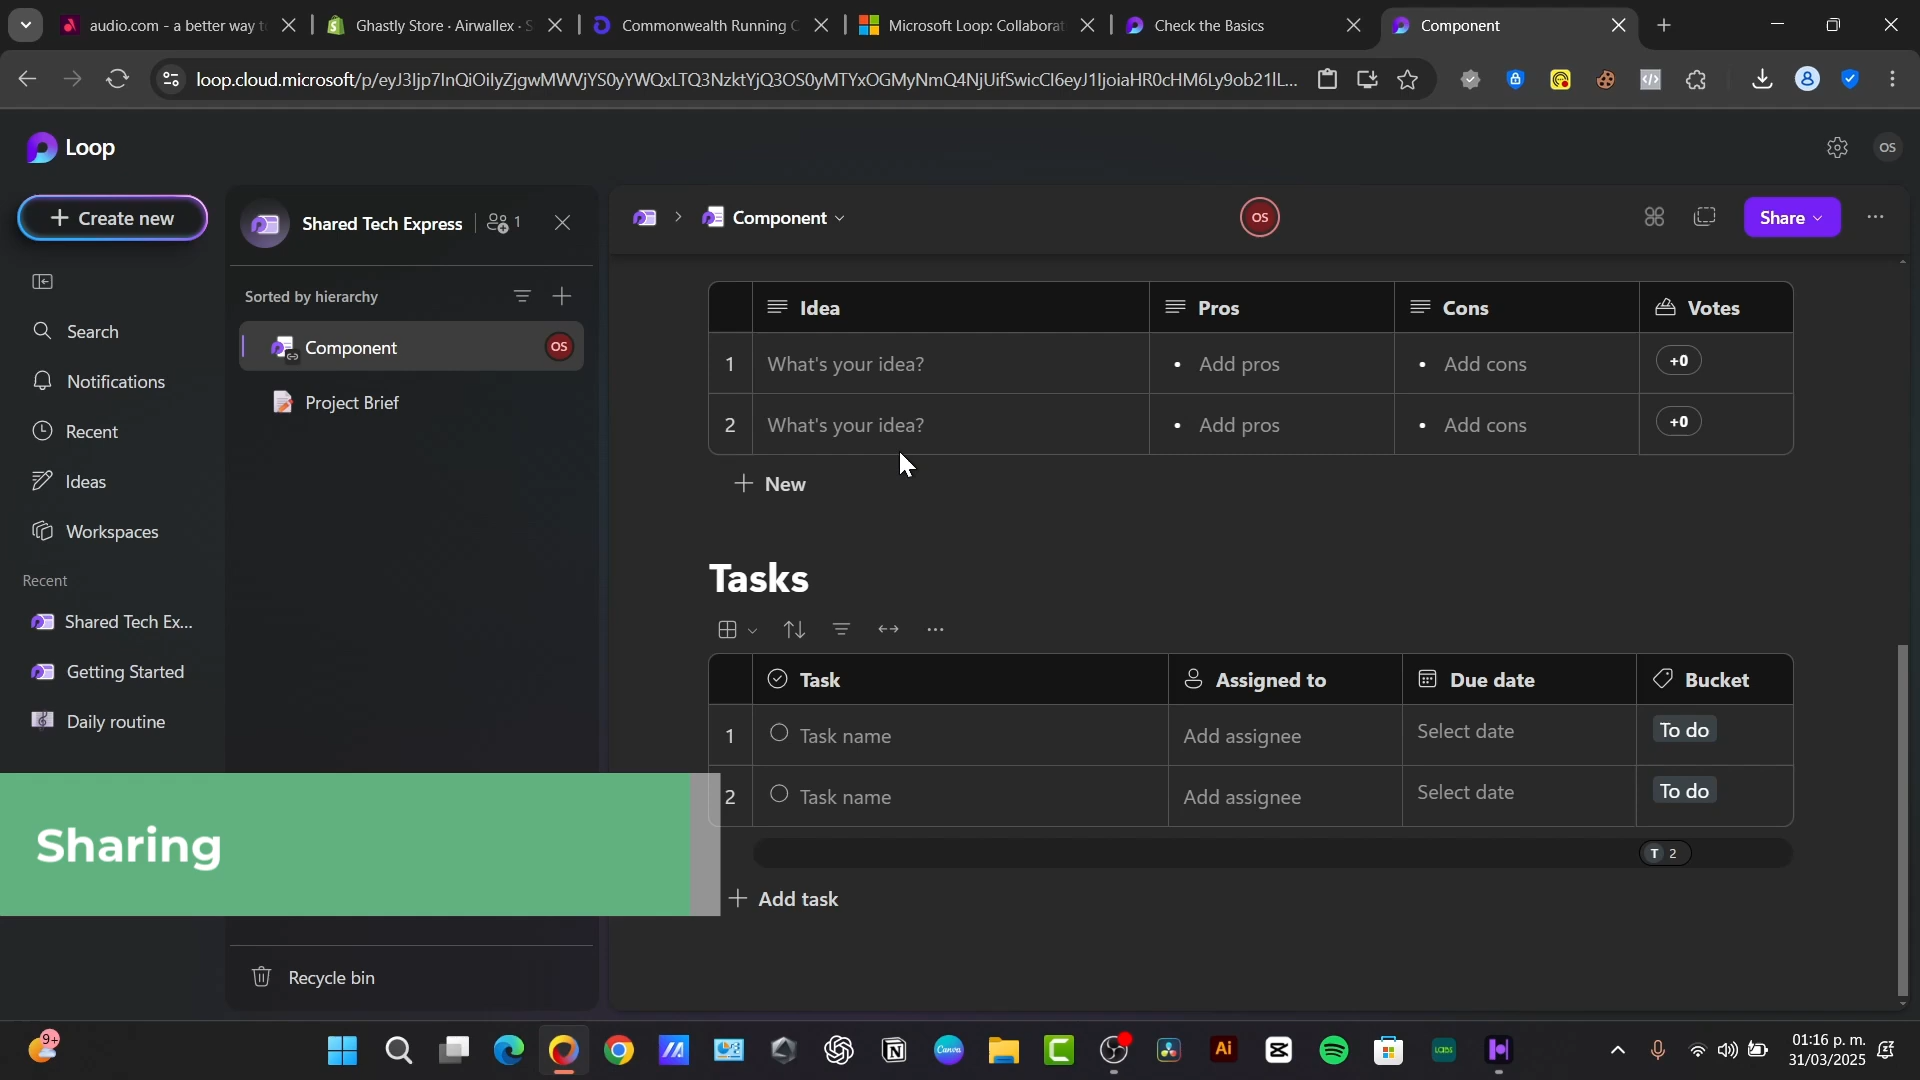 audio.com - a better way t
Ghastly Store · Airwallex · S
Commonwealth Running C
Microsoft Loop: Collaborat
Check the Basics
Component
Loop
OS
+ Create new
Shared Tech Express
1
Component
OS
Share
Sorted by hierarchy
Search
Component
OS
Notifications
Project Brief
Recent
Ideas
Workspaces
Recent
Shared Tech Ex...
Getting Started
Daily routine
Idea
Pros
Cons
Votes
1
What's your idea?
• Add pros
• Add cons
+0
2
What's your idea?
• Add pros
• Add cons
+0
+ New
Tasks
Task
Assigned to
Due date
Bucket
1
Task name
Add assignee
Select date
To do
2
Task name
Add assignee
Select date
To do
T 2
+ Add task
Sharing
Recycle bin
9+
Canva
Ai
01:16 p. m.
31/03/2025